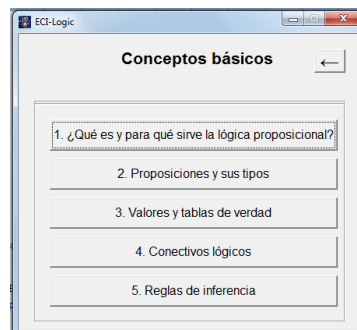 ECI-Logic
Conceptos básicos
←
1. ¿Qué es y para qué sirve la lógica proposicional?
2. Proposiciones y sus tipos
3. Valores y tablas de verdad
4. Conectivos lógicos
5. Reglas de inferencia